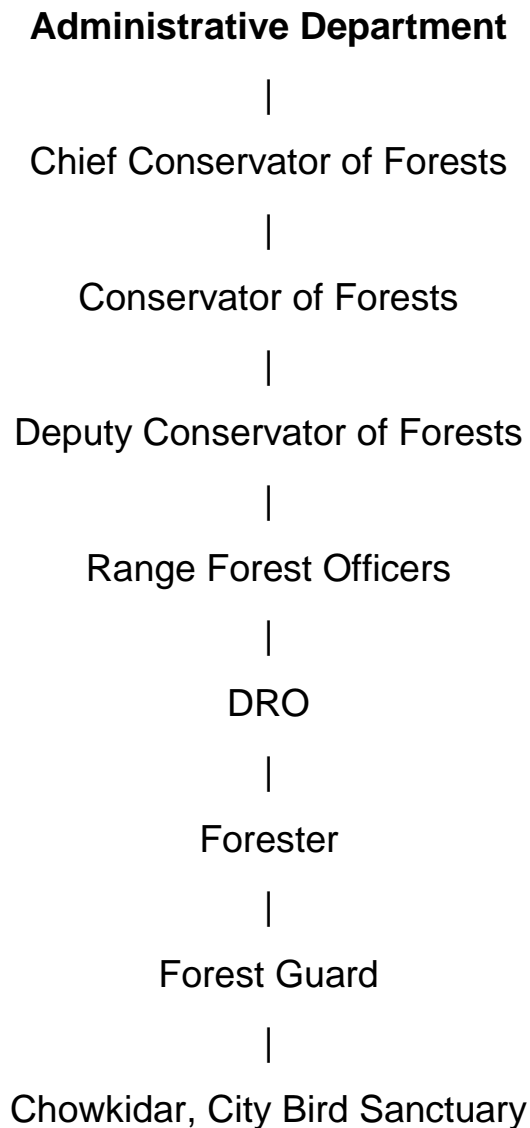 Administrative Department
|
Chief Conservator of Forests
|
Conservator of Forests
|
Deputy Conservator of Forests
|
Range Forest Officers
|
DRO
|
Forester
|
Forest Guard
|
Chowkidar, City Bird Sanctuary